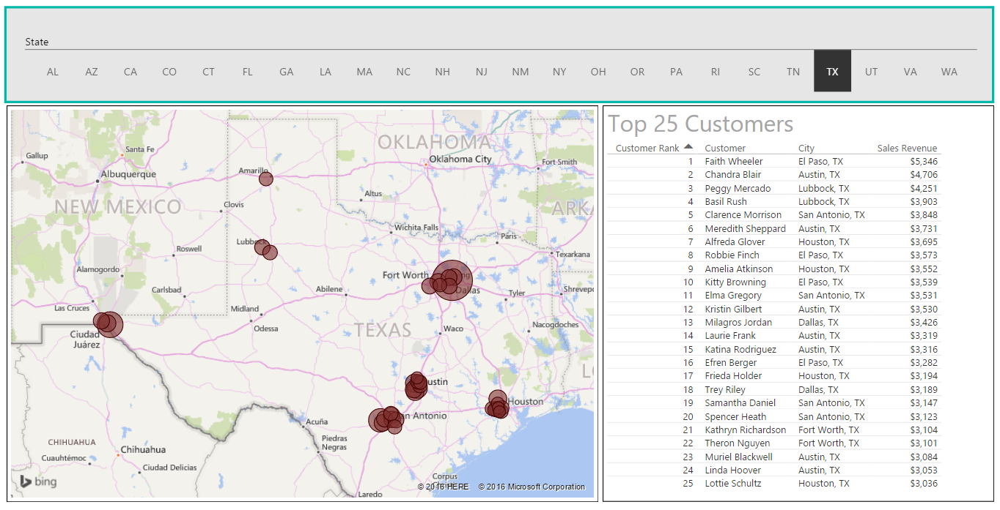 State
AL AZ CA CO CT FL GA LA MA NC NH NJ NM NY OH OR PA RI SC TN TX UT VA WA
OKLAHOMA
Santa Fe
Gallup
Oklahoma City
Fort Smith
Amarillo
Albuquerque
Altus
NEW MEXICO
Clovis
Wichita Falls
Paris
Roswell
Texarkana
Alamogordo
Fort Worth
Carlsbad
Abilene
Dallas
Tyler
Las Cruces
Midland
Odessa
TEXAS
Waco
Nacogdoches
Ciudad
Juárez
Houston
Acuña
Piedras
Negras
CHIHUAHUA
Chihuahua
Cuauhtémoc
Ciudad Delicias
Laredo
Corpus
bing
© 2016 HERE © 2016 Microsoft Corporation
Top 25 Customers
Customer Rank Customer City Sales Revenue
1 Faith Wheeler El Paso, TX $5,346
2 Chandra Blair Austin, TX $4,706
3 Peggy Mercado Lubbock, TX $4,251
4 Basil Rush Lubbock, TX $3,903
5 Clarence Morrison San Antonio, TX $3,848
6 Meredith Sheppard Austin, TX $3,731
7 Alfreda Glover Houston, TX $3,695
8 Robbie Finch El Paso, TX $3,573
9 Amelia Atkinson Houston, TX $3,552
10 Kitty Browning El Paso, TX $3,539
11 Elma Gregory San Antonio, TX $3,531
12 Kristin Gilbert Austin, TX $3,530
13 Milagros Jordan Dallas, TX $3,426
14 Laurie Frank Austin, TX $3,319
15 Katina Rodriguez Austin, TX $3,316
16 Efren Berger El Paso, TX $3,282
17 Frieda Holder Houston, TX $3,194
18 Trey Riley Dallas, TX $3,189
19 Samantha Daniel San Antonio, TX $3,147
20 Spencer Heath San Antonio, TX $3,123
21 Kathryn Richardson Fort Worth, TX $3,104
22 Theron Nguyen Fort Worth, TX $3,101
23 Muriel Blackwell Austin, TX $3,084
24 Linda Hoover Austin, TX $3,053
25 Lottie Schultz Houston, TX $3,036